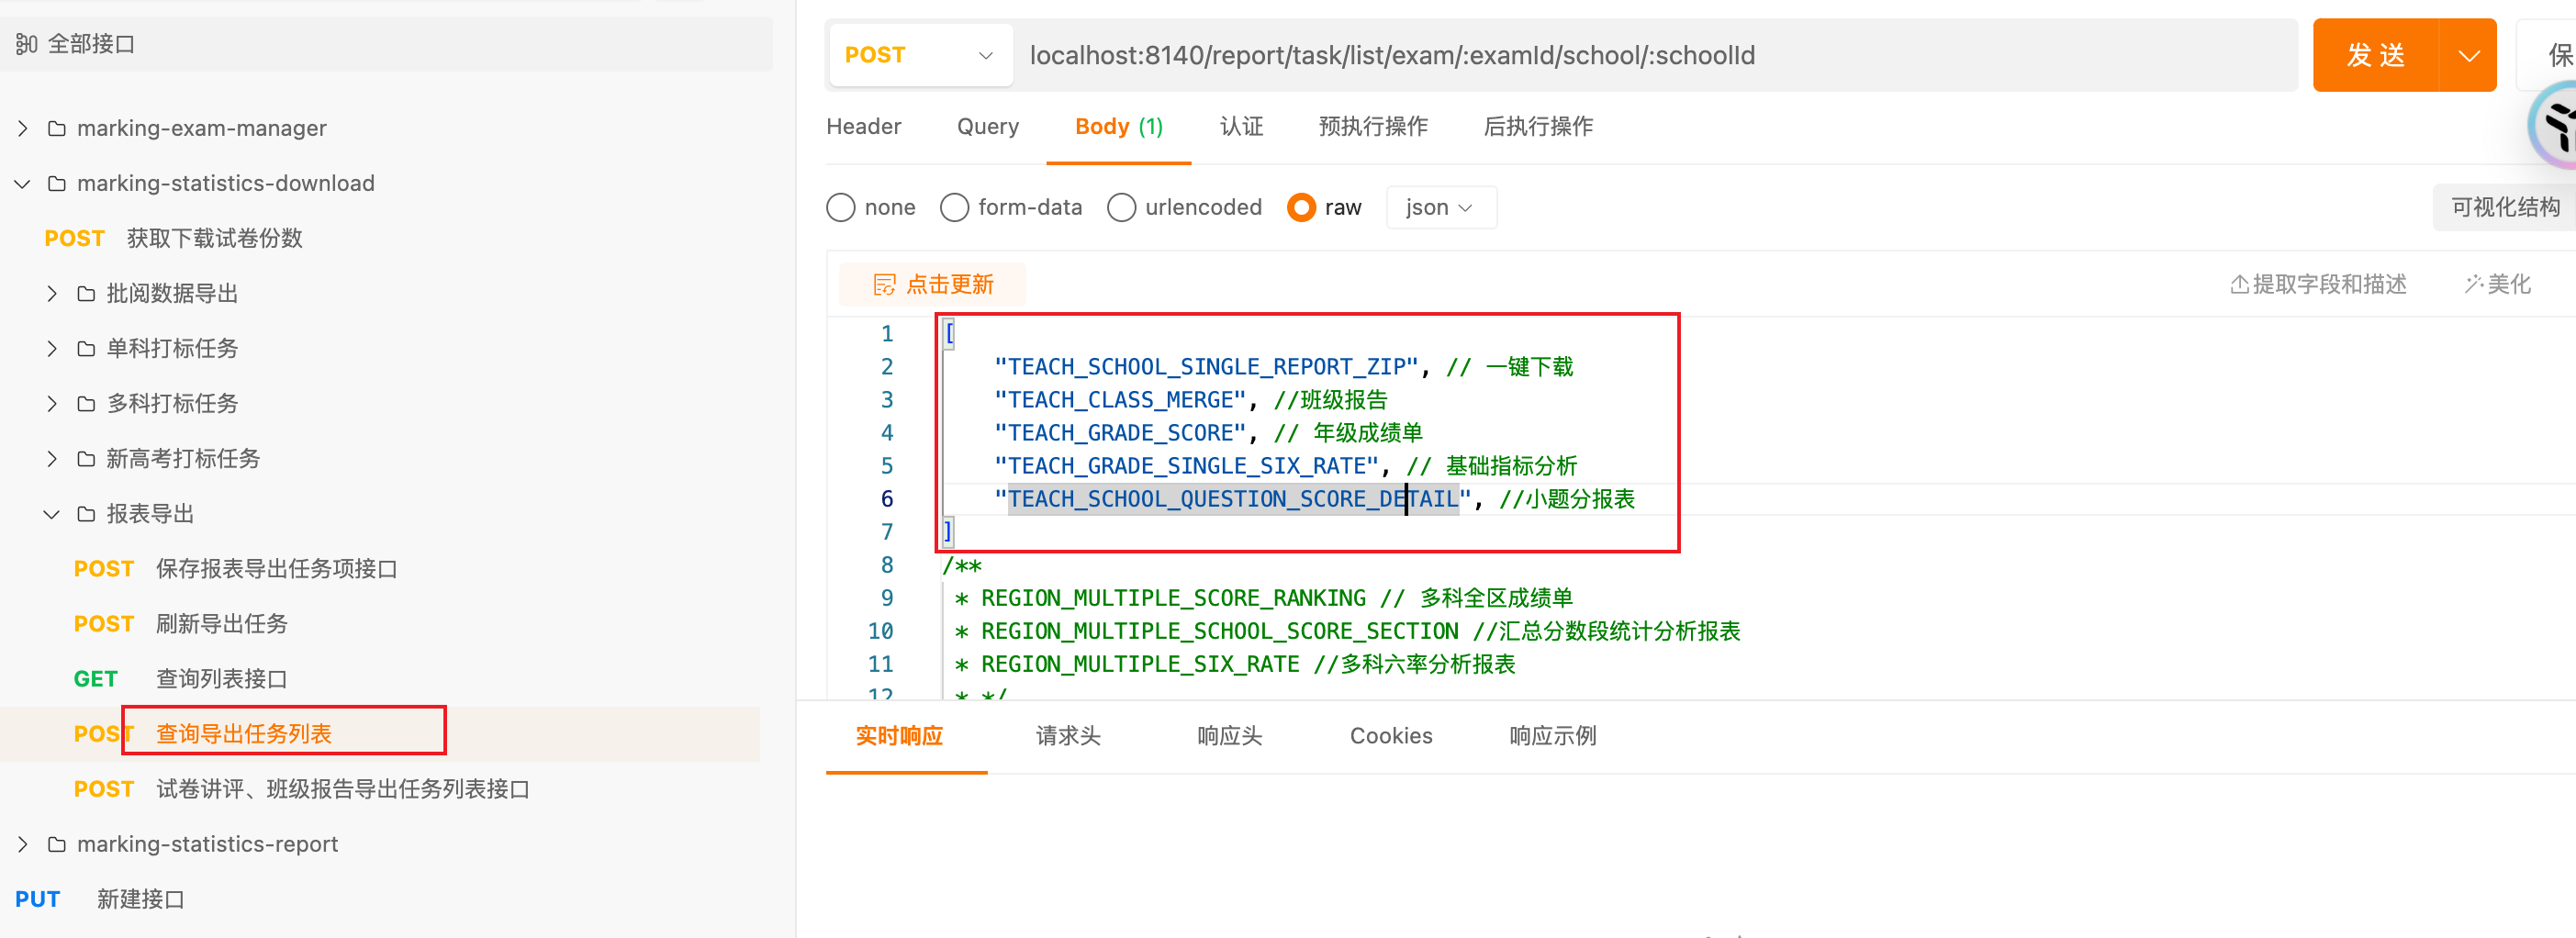 全部接口
marking-exam-manager
marking-statistics-download
POST 获取下载试卷份数
批阅数据导出
单科打标任务
多科打标任务
新高考打标任务
报表导出
POST 保存报表导出任务项接口
POST 刷新导出任务
GET 查询列表接口
POST 查询导出任务列表
POST 试卷讲评、班级报告导出任务列表接口
marking-statistics-report
PUT 新建接口
POST localhost:8140/report/task/list/exam/:examId/school/:schoolId 发 送 保
Header Query Body (1) 认证 预执行操作 后执行操作
none form-data urlencoded raw json 可视化结构
点击更新 提取字段和描述 美化
1 [
2 "TEACH_SCHOOL_SINGLE_REPORT_ZIP", // 一键下载
3 "TEACH_CLASS_MERGE", //班级报告
4 "TEACH_GRADE_SCORE", // 年级成绩单
5 "TEACH_GRADE_SINGLE_SIX_RATE", // 基础指标分析
6 "TEACH_SCHOOL_QUESTION_SCORE_DETAIL", //小题分报表
7 ]
8 /**
9 * REGION_MULTIPLE_SCORE_RANKING // 多科全区成绩单
10 * REGION_MULTIPLE_SCHOOL_SCORE_SECTION //汇总分数段统计分析报表
11 * REGION_MULTIPLE_SIX_RATE //多科六率分析报表
12 * */
实时响应 请求头 响应头 Cookies 响应示例